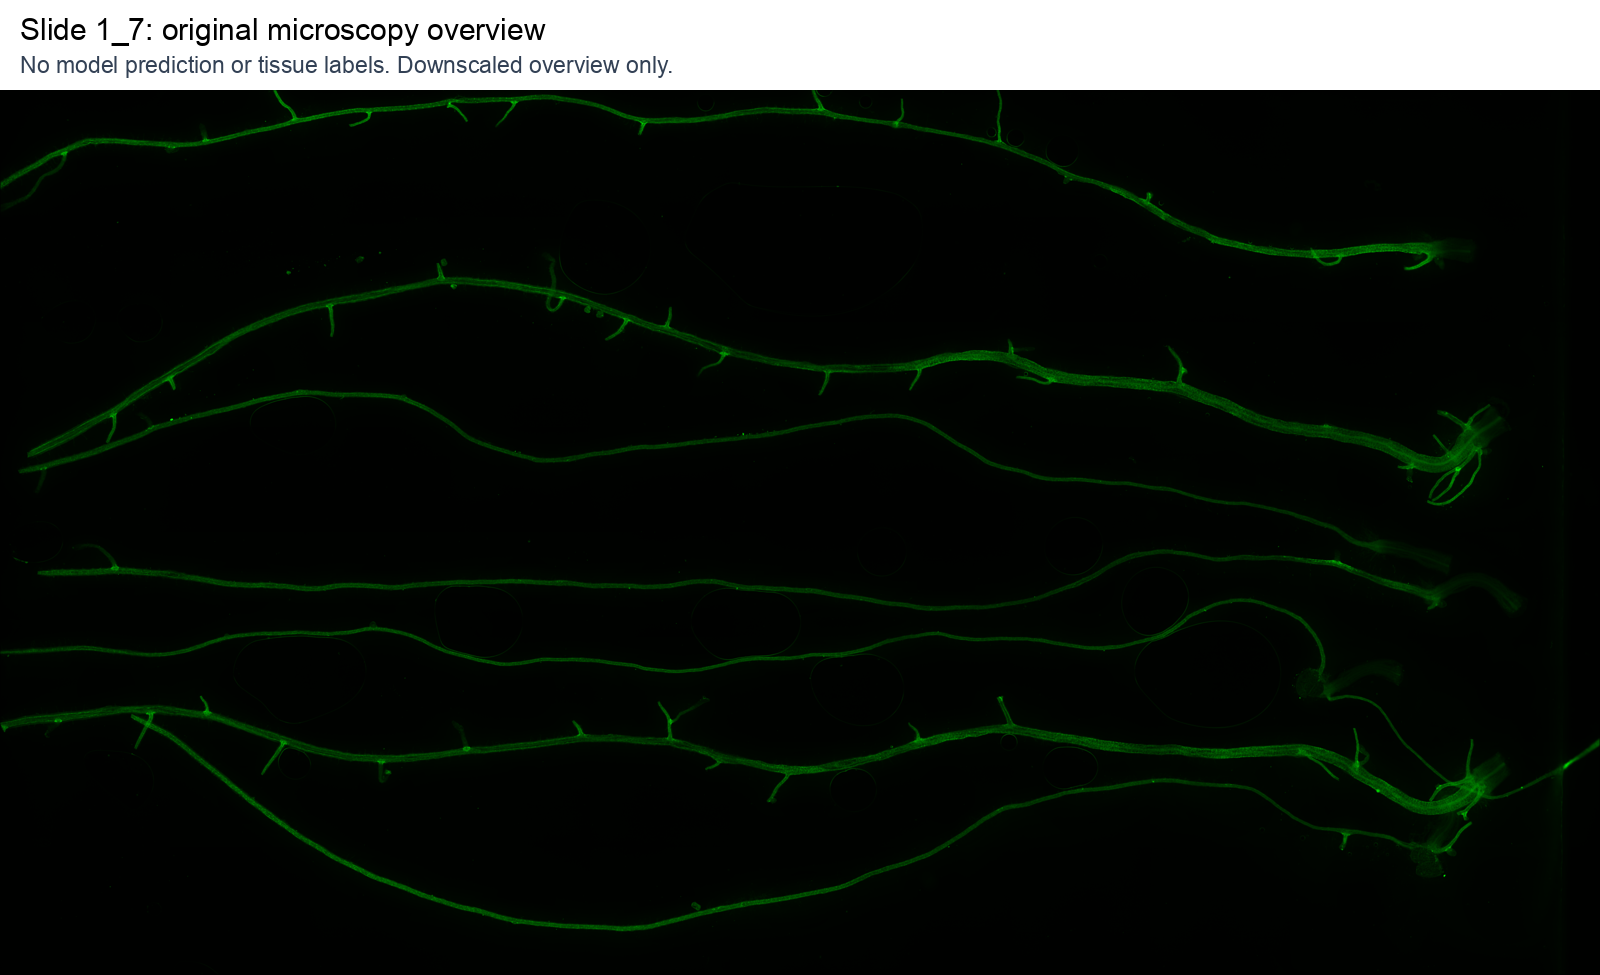 Slide 1_7: original microscopy overview
No model prediction or tissue labels. Downscaled overview only.